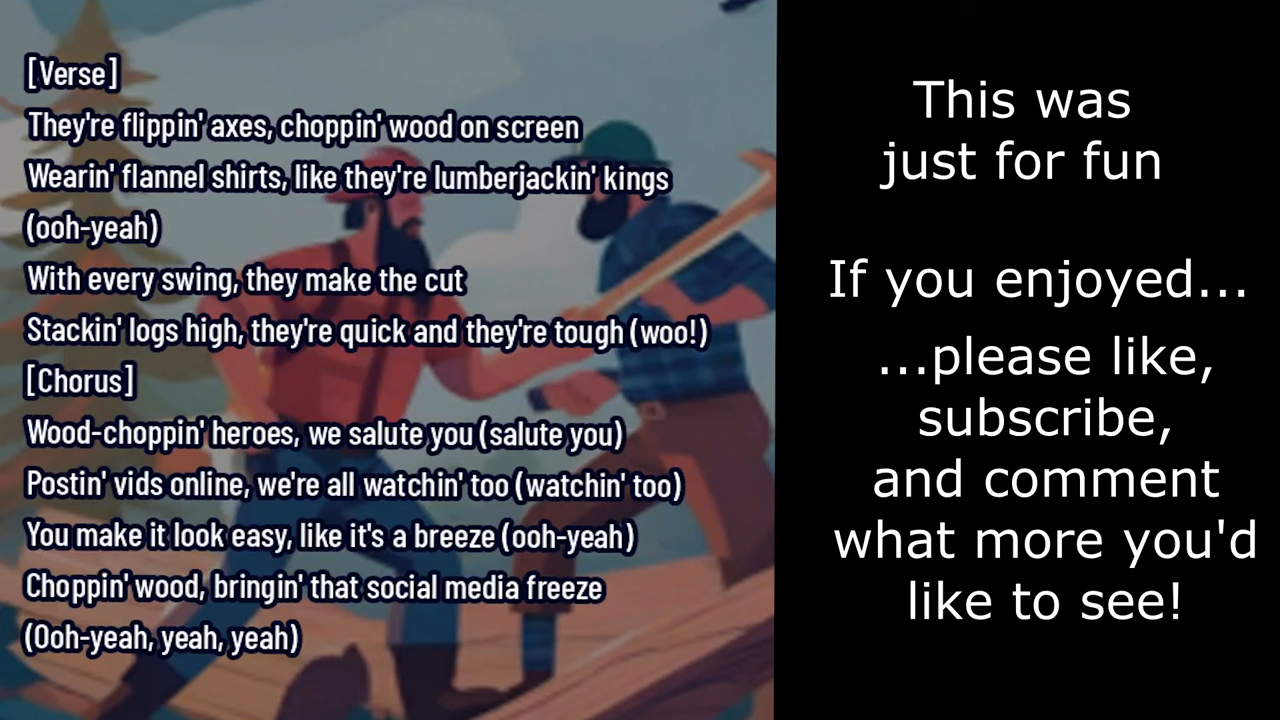 [Verse]
They're flippin' axes, choppin' wood on screen
Wearin' flannel shirts, like they're lumberjackin' kings
(ooh-yeah)
With every swing, they make the cut
Stackin' logs high, they're quick and they're tough (woo!)
[Chorus]
Wood-choppin' heroes, we salute you (salute you)
Postin' vids online, we're all watchin' too (watchin' too)
You make it look easy, like it's a breeze (ooh-yeah)
Choppin' wood, bringin' that social media freeze
(Ooh-yeah, yeah, yeah)
This was
just for fun
If you enjoyed...
...please like,
subscribe,
and comment
what more you'd
like to see!